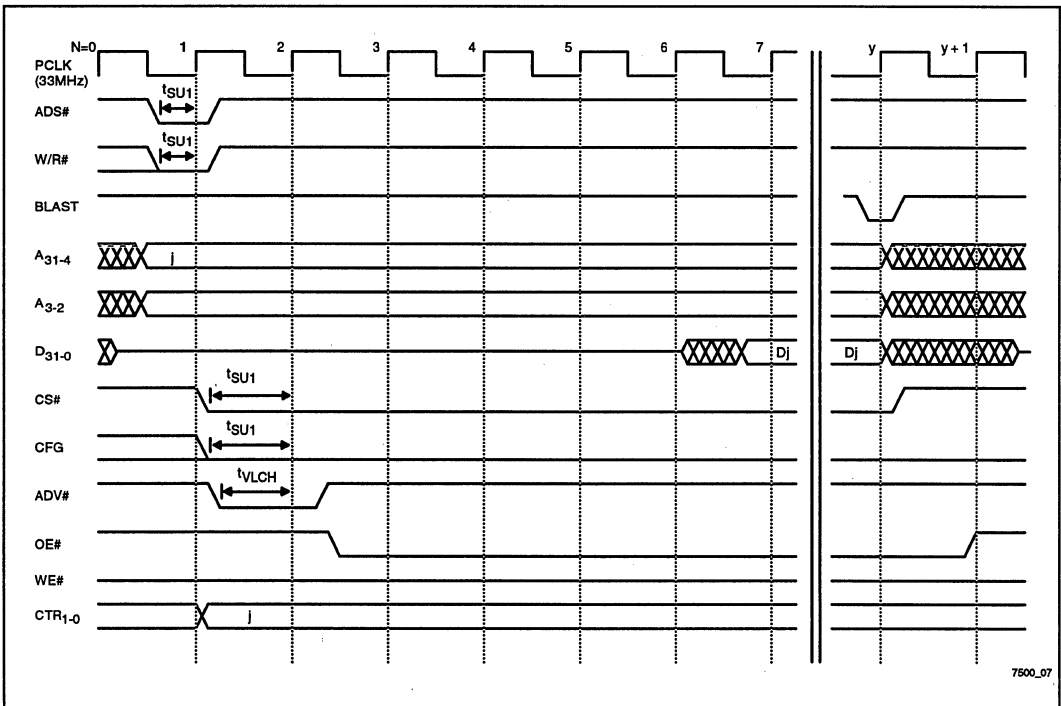 N=0 1 2 3 4 5 6 7 y y + 1
PCLK
(33MHz)
tSU1
ADS#
tSU1
W/R#
BLAST
A31-4 j
A3-2
D31-0 Dj Dj
tSU1
CS#
tSU1
CFG
tVLCH
ADV#
OE#
WE#
CTR1-0 j
7500_07